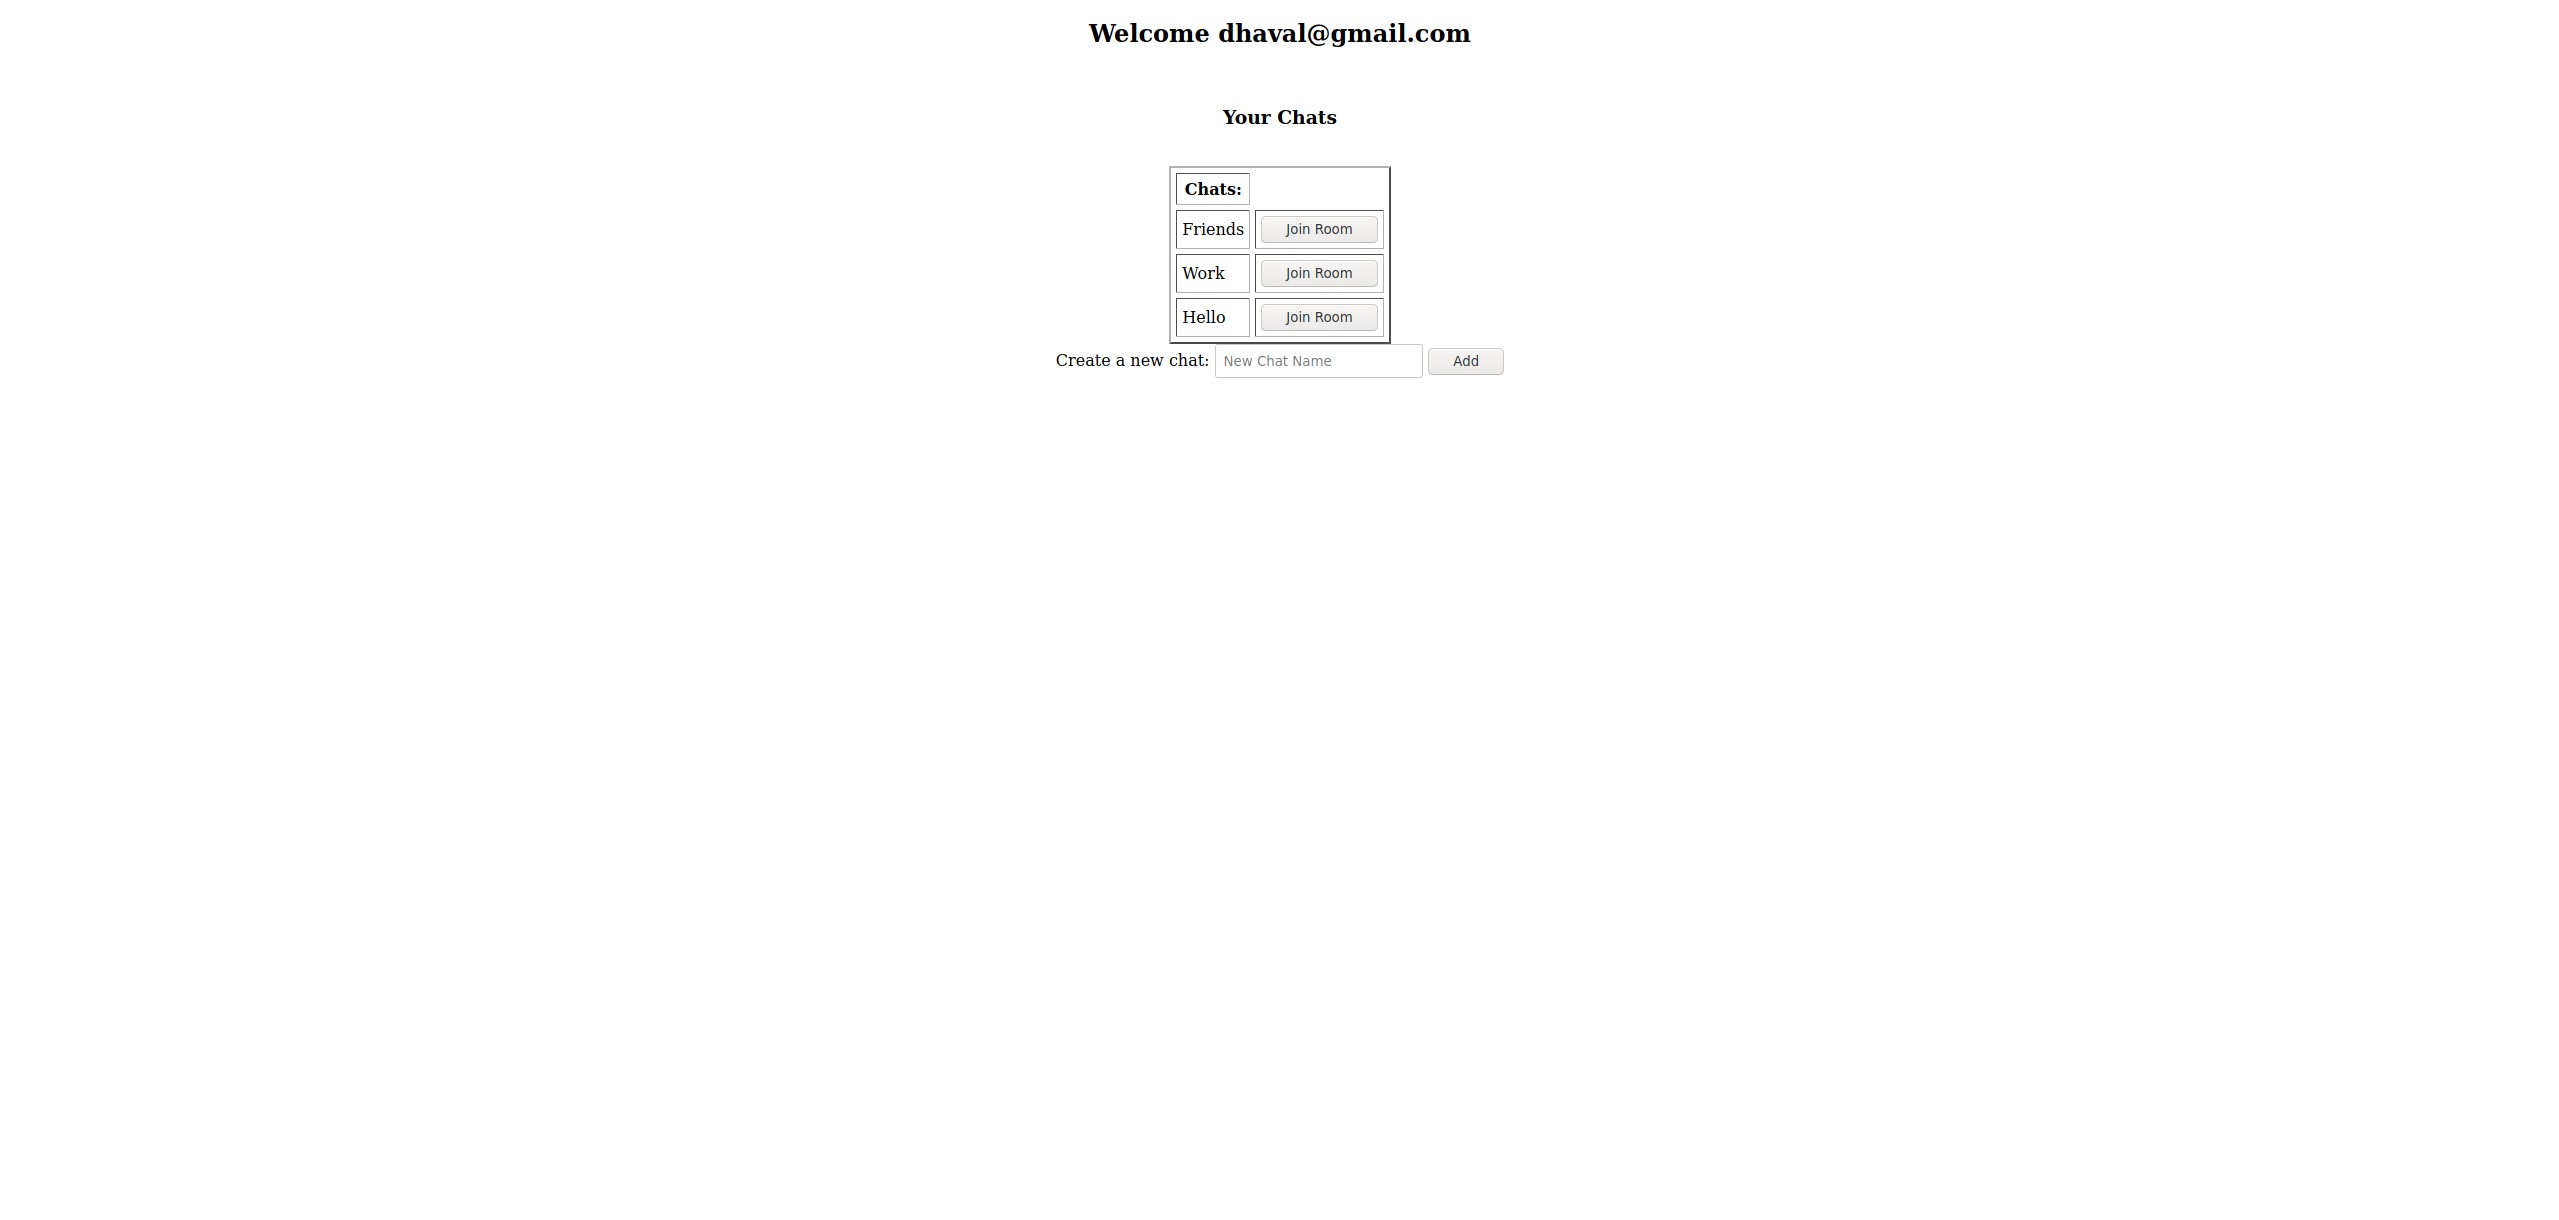 Welcome dhaval@gmail.com
Your Chats
Chats:
Friends Join Room
Work Join Room
Hello Join Room
Create a new chat: New Chat Name Add